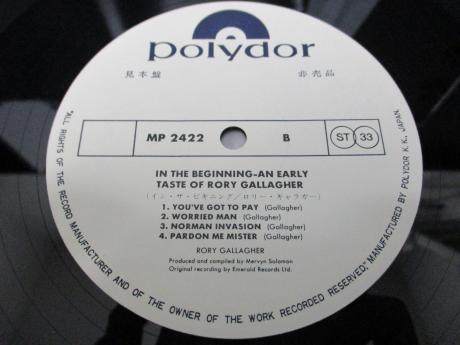 polydor
見本盤 非売品
MP 2422 B ST 33
IN THE BEGINNING-AN EARLY
TASTE OF RORY GALLAGHER
(イン・ザ・ビギニング/ロリー・ギャラガー)
1. YOU'VE GOT TO PAY (Gallagher)
2. WORRIED MAN (Gallagher)
3. NORMAN INVASION (Gallagher)
4. PARDON ME MISTER (Gallagher)
RORY GALLAGHER
Produced and compiled by Mervyn Solomon
Original recording by Emerald Records Ltd.
"ALL RIGHTS OF THE RECORD MANUFACTURER AND OF THE OWNER OF THE WORK RECORDED RESERVED," MANUFACTURED BY POLYDOR K. K., JAPAN.